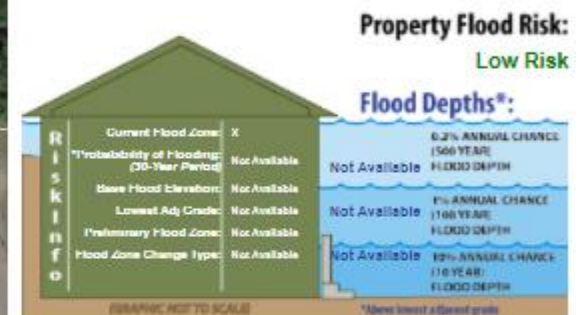 Property Flood Risk:
Low Risk
Flood Depths*:
Risk Info
Current Flood Zone: X
*Probability of Flooding: Not Available
(30-Year Period)
Base Flood Elevation: Not Available
Lowest Adj Grade: Not Available
Preliminary Flood Zone: Not Available
Flood Zone Change Type: Not Available
Not Available
0.2% ANNUAL CHANCE
(500 YEAR)
FLOOD DEPTH
Not Available
1% ANNUAL CHANCE
(100 YEAR)
FLOOD DEPTH
Not Available
10% ANNUAL CHANCE
(10 YEAR)
FLOOD DEPTH
(GRAPHIC NOT TO SCALE)
*Above lowest adjacent grade